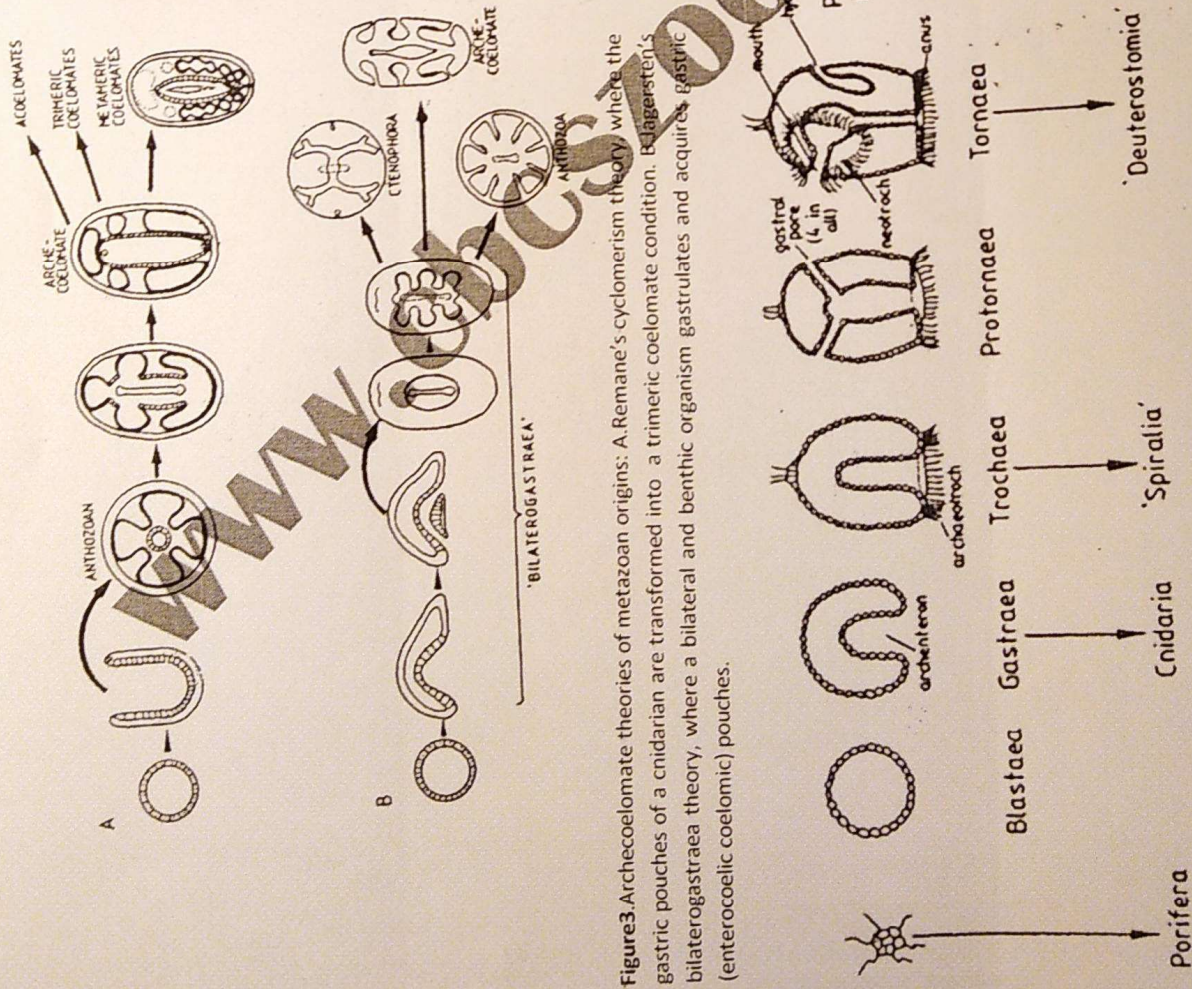 A
ANTHOZOAN
ARCHE-
COELOMATE
ACOELOMATES
TRIMERIC
COELOMATES
METAMERIC
COELOMATES
B
'BILATEROGASTRAEA'
CTENOPHORA
ANTHOZOA
ARCHE-
COELOMATE
Figure3.Archecoelomate theories of metazoan origins: A.Remane's cyclomerism theory, where the
gastric pouches of a cnidarian are transformed into a trimeric coelomate condition. B.Jagersten's
bilaterogastraea theory, where a bilateral and benthic organism gastrulates and acquires gastric
(enterocoelic coelomic) pouches.
archenteron
archaeotroch
gastral
pore
(4 in
all)
neotroch
mouth
anus
Blastaea
Gastraea
Trochaea
Protornaea
Tornaea
Porifera
Cnidaria
'Spiralia'
'Deuterostomia'